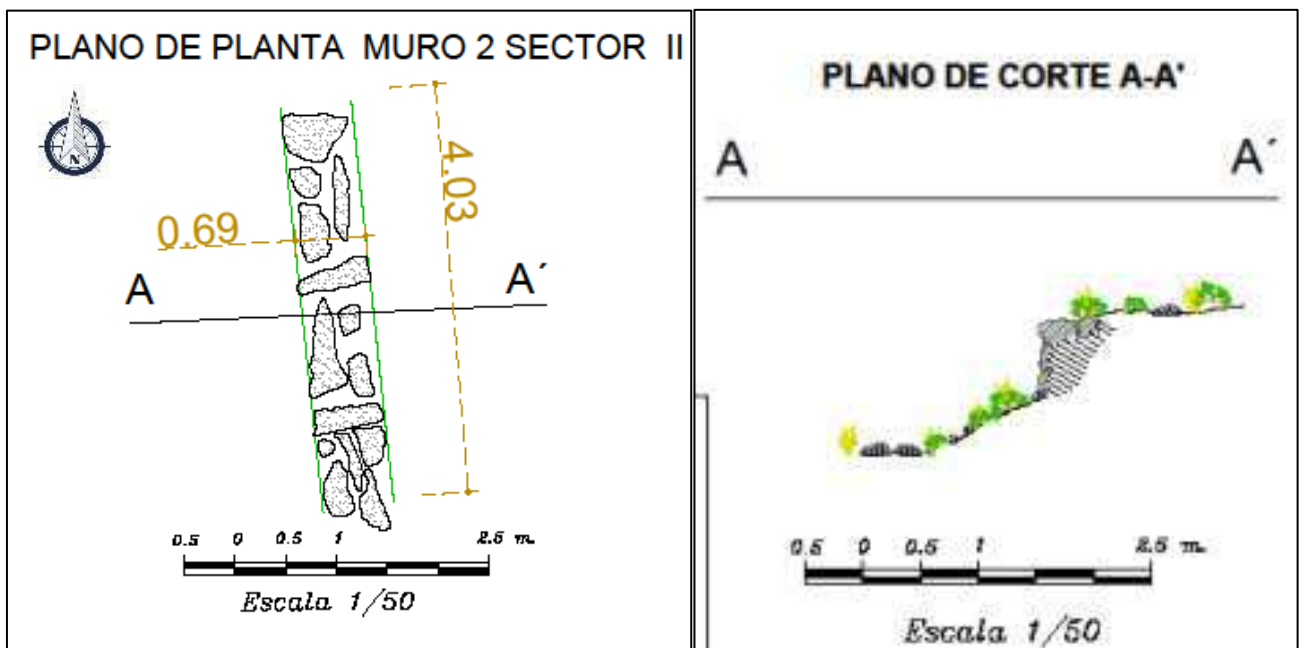 PLANO DE PLANTA MURO 2 SECTOR II
N
4.03
0.69
A A´
0.5 0 0.5 1 2.5 m.
Escala 1/50
PLANO DE CORTE A-A'
A A´
0.5 0 0.5 1 2.5 m.
Escala 1/50